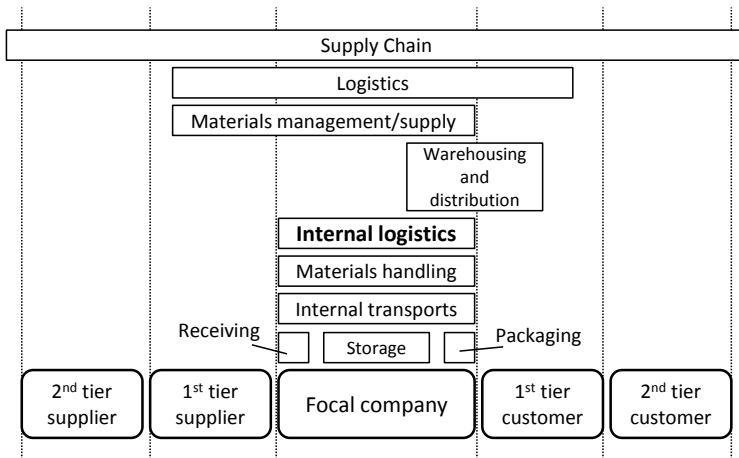 Supply Chain
Logistics
Materials management/supply
Warehousing
and
distribution
Internal logistics
Materials handling
Internal transports
Receiving
Storage
Packaging
2nd tier
supplier
1st tier
supplier
Focal company
1st tier
customer
2nd tier
customer